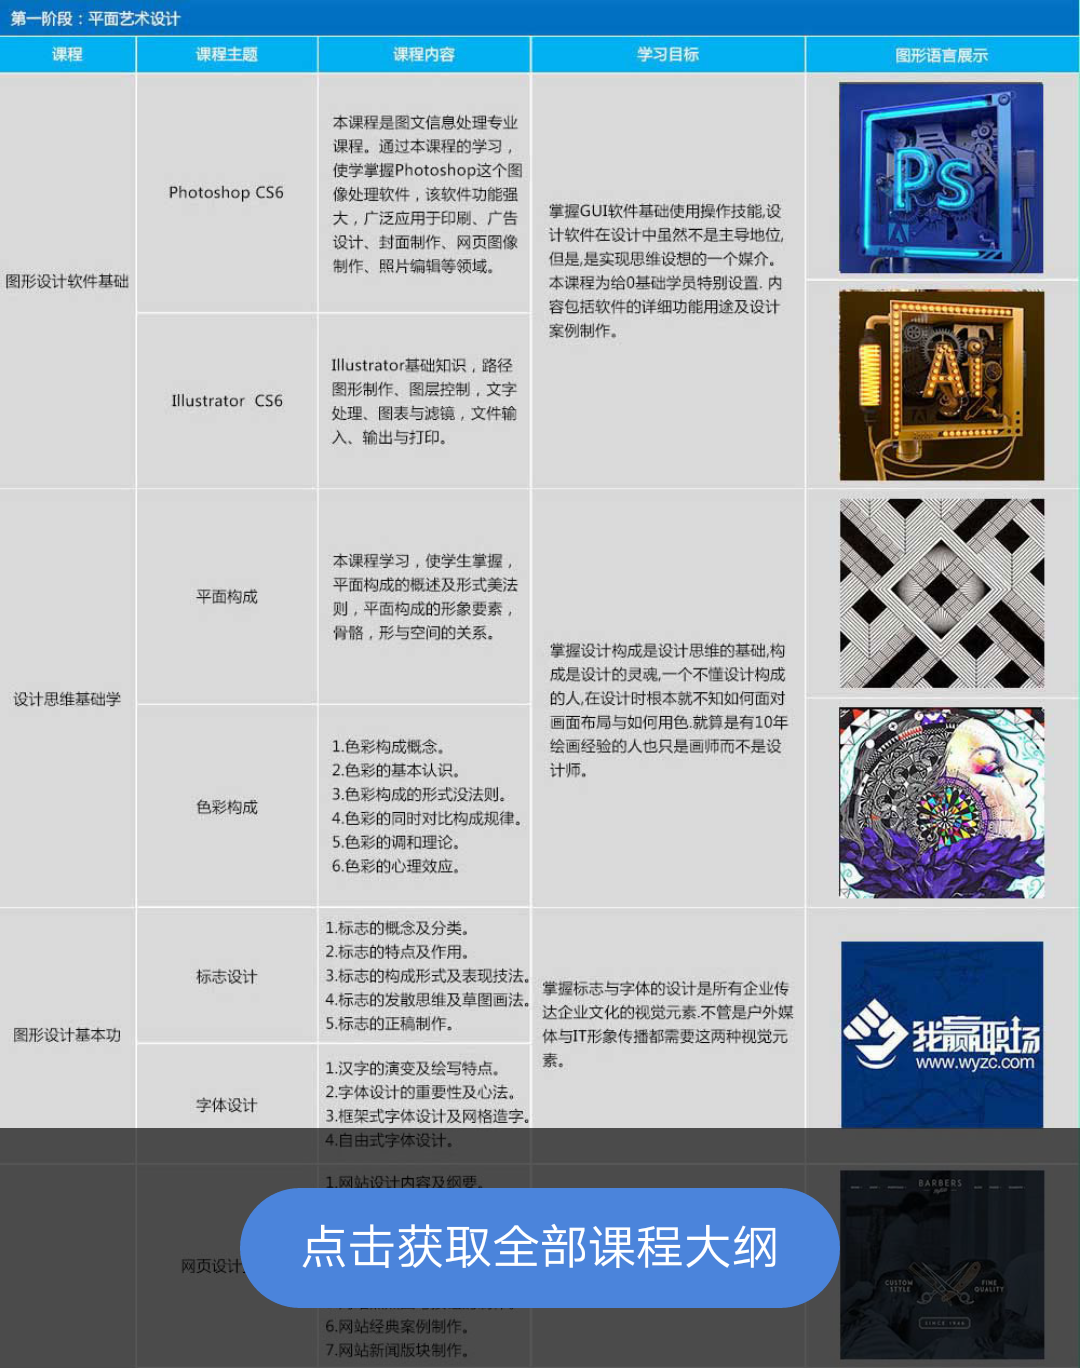 第一阶段：平面艺术设计
课程
课程主题
课程内容
学习目标
图形语言展示
图形设计软件基础
Photoshop CS6
本课程是图文信息处理专业
课程。通过本课程的学习，
使学掌握Photoshop这个图
像处理软件，该软件功能强
大，广泛应用于印刷、广告
设计、封面制作、网页图像
制作、照片编辑等领域。
掌握GUI软件基础使用操作技能,设
计软件在设计中虽然不是主导地位,
但是,是实现思维设想的一个媒介。
本课程为给0基础学员特别设置. 内
容包括软件的详细功能用途及设计
案例制作。
Ps
Illustrator CS6
Illustrator基础知识，路径
图形制作、图层控制，文字
处理、图表与滤镜，文件输
入、输出与打印。
Ai
设计思维基础学
平面构成
本课程学习，使学生掌握，
平面构成的概述及形式美法
则，平面构成的形象要素，
骨骼，形与空间的关系。
掌握设计构成是设计思维的基础,构
成是设计的灵魂,一个不懂设计构成
的人,在设计时根本就不知如何面对
画面布局与如何用色.就算是有10年
绘画经验的人也只是画师而不是设
计师。
色彩构成
1.色彩构成概念。
2.色彩的基本认识。
3.色彩构成的形式没法则。
4.色彩的同时对比构成规律。
5.色彩的调和理论。
6.色彩的心理效应。
图形设计基本功
标志设计
1.标志的概念及分类。
2.标志的特点及作用。
3.标志的构成形式及表现技法。
4.标志的发散思维及草图画法。
5.标志的正稿制作。
掌握标志与字体的设计是所有企业传
达企业文化的视觉元素.不管是户外媒
体与IT形象传播都需要这两种视觉元
素。
我赢职场
www.wyzc.com
字体设计
1.汉字的演变及绘写特点。
2.字体设计的重要性及心法。
3.框架式字体设计及网格造字。
4.自由式字体设计。
网页设计
1.网站设计内容及纲要。
6.网站经典案例制作。
7.网站新闻版块制作。
点击获取全部课程大纲
BARBERS
CUSTOM
STYLE
FINE
QUALITY